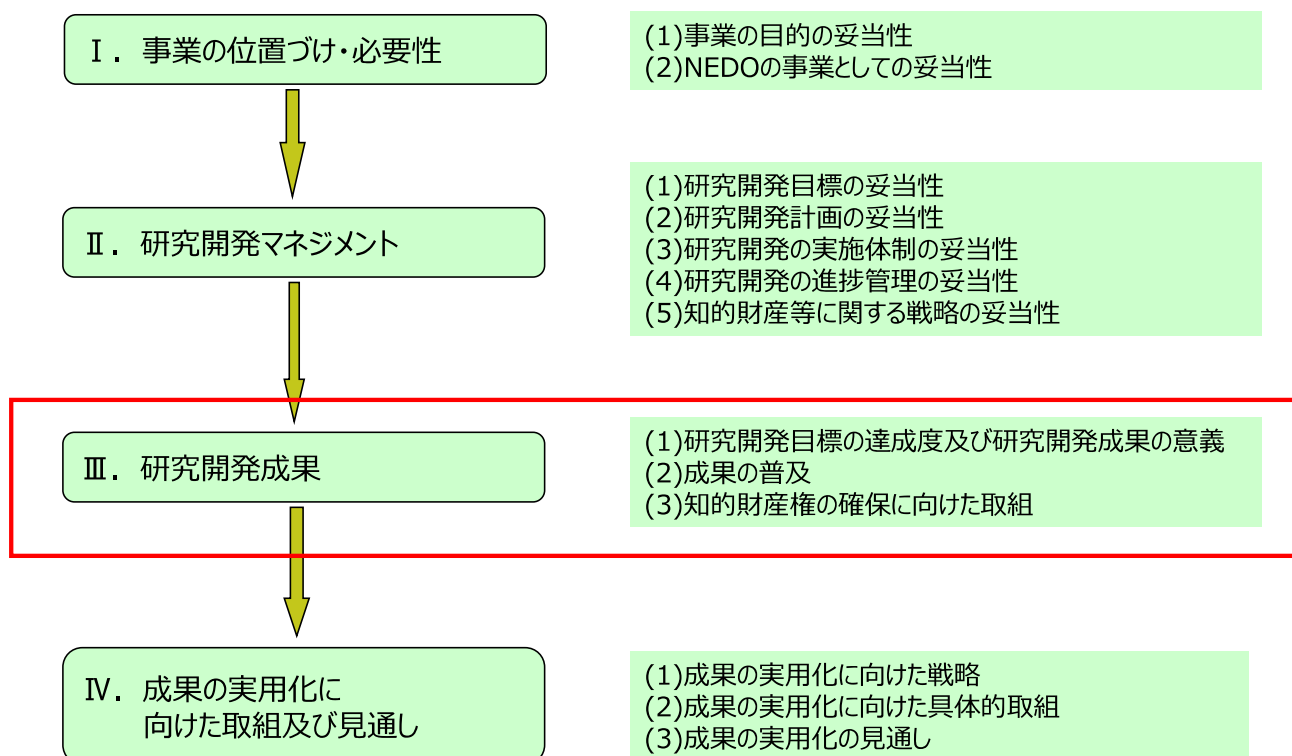 Ⅰ．事業の位置づけ・必要性
(1)事業の目的の妥当性
(2)NEDOの事業としての妥当性
Ⅱ．研究開発マネジメント
(1)研究開発目標の妥当性
(2)研究開発計画の妥当性
(3)研究開発の実施体制の妥当性
(4)研究開発の進捗管理の妥当性
(5)知的財産等に関する戦略の妥当性
Ⅲ．研究開発成果
(1)研究開発目標の達成度及び研究開発成果の意義
(2)成果の普及
(3)知的財産権の確保に向けた取組
Ⅳ．成果の実用化に
向けた取組及び見通し
(1)成果の実用化に向けた戦略
(2)成果の実用化に向けた具体的取組
(3)成果の実用化の見通し